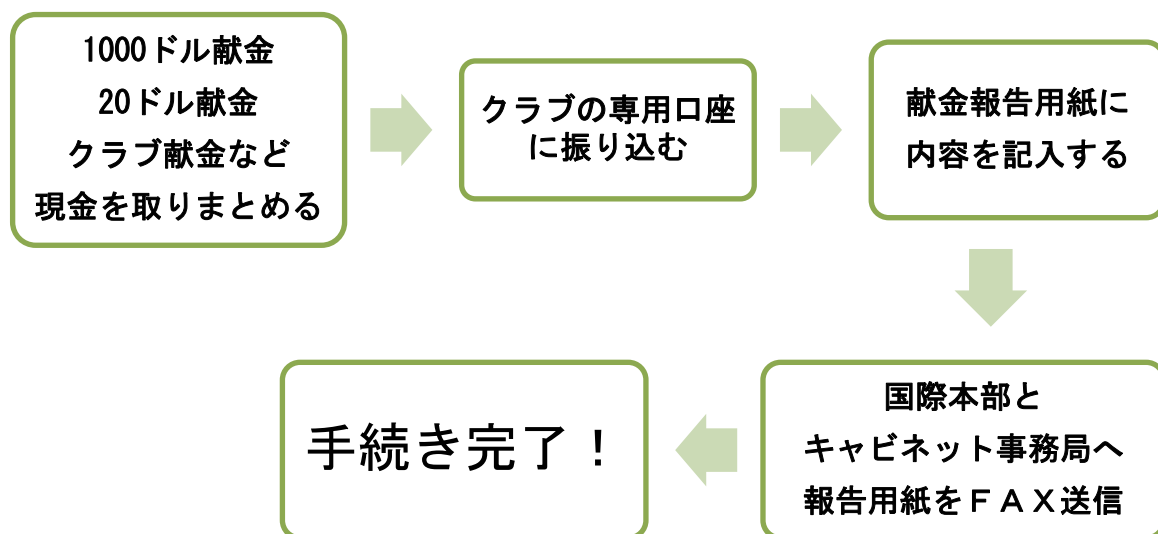 1000ドル献金
20ドル献金
クラブ献金など
現金を取りまとめる
クラブの専用口座
に振り込む
献金報告用紙に
内容を記入する
国際本部と
キャビネット事務局へ
報告用紙をＦＡＸ送信
手続き完了！